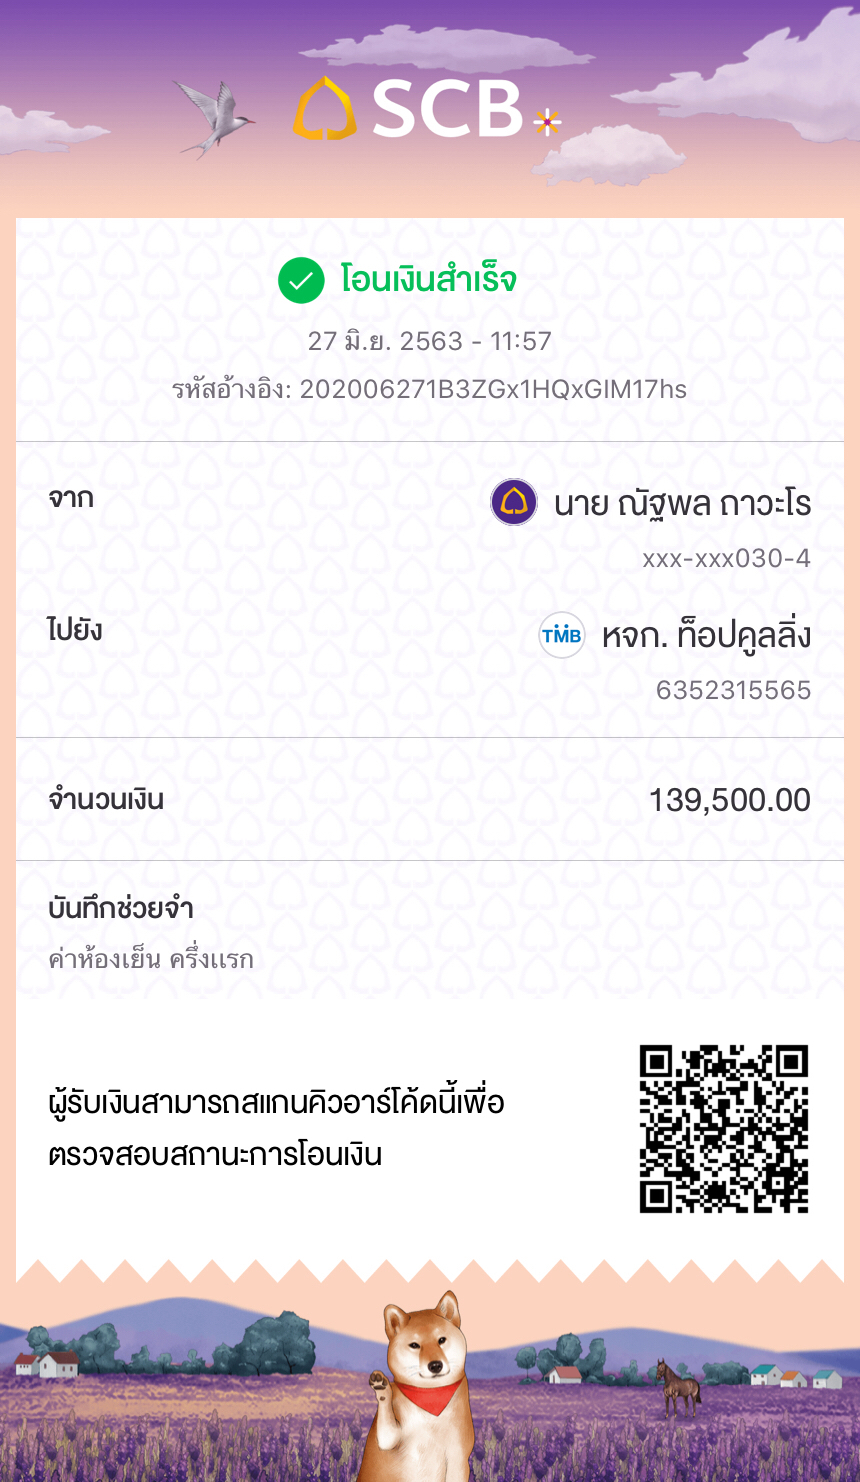 SCB
โอนเงินสำเร็จ
27 มิ.ย. 2563 - 11:57
รหัสอ้างอิง: 202006271B3ZGx1HQxGIM17hs
จาก
นาย ณัฐพล ถาวะโร
xxx-xxx030-4
ไปยัง
TMB
หจก. ท็อปคูลลิ่ง
6352315565
จำนวนเงิน
139,500.00
บันทึกช่วยจำ
ค่าห้องเย็น ครึ่งแรก
ผู้รับเงินสามารถสแกนคิวอาร์โค้ดนี้เพื่อ
ตรวจสอบสถานะการโอนเงิน